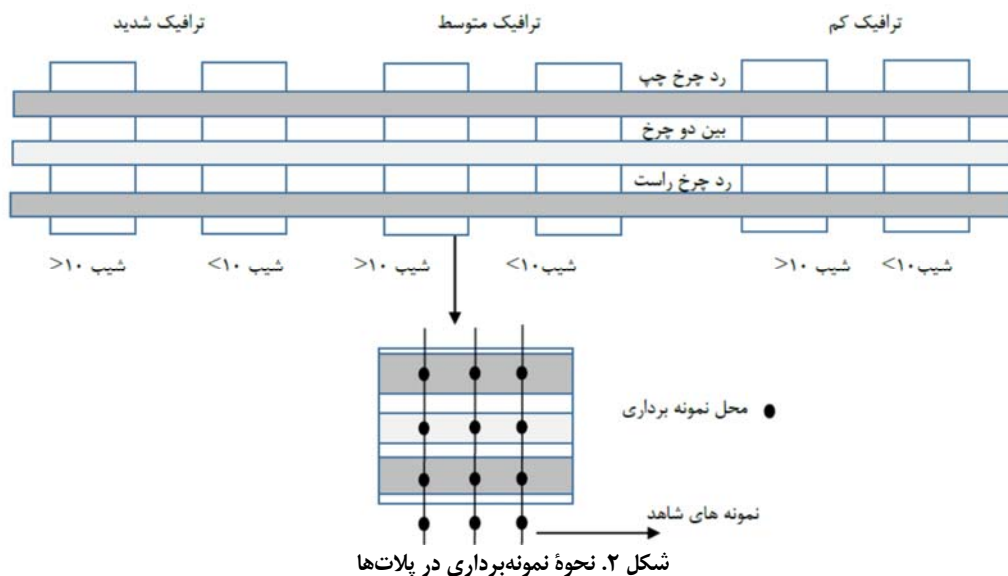 ترافیک کم ترافیک متوسط ترافیک شدید
رد چرخ چپ
بین دو چرخ
رد چرخ راست
شیب۱۰> شیب ۱۰< شیب۱۰> شیب ۱۰< شیب ۱۰> شیب ۱۰<
محل نمونه برداری
نمونه های شاهد
شکل ۲. نحوۀ نمونه‌برداری در پلات‌ها